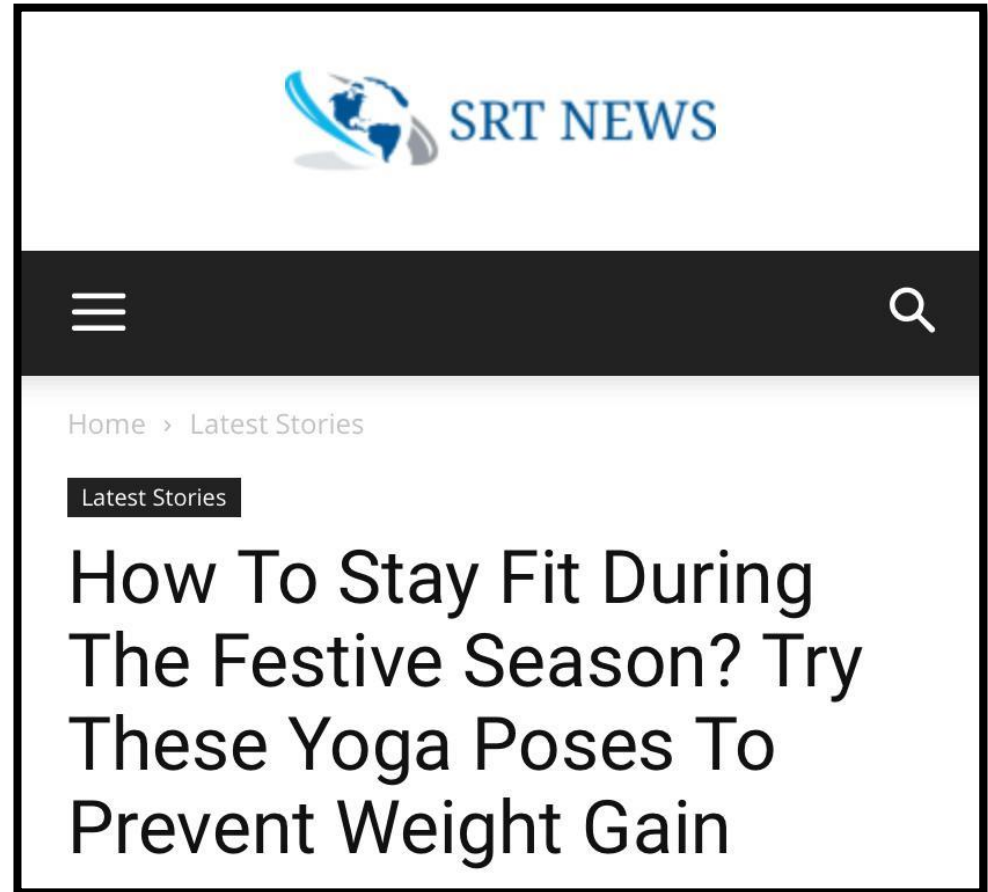 SRT NEWS
Home › Latest Stories
Latest Stories
How To Stay Fit During
The Festive Season? Try
These Yoga Poses To
Prevent Weight Gain